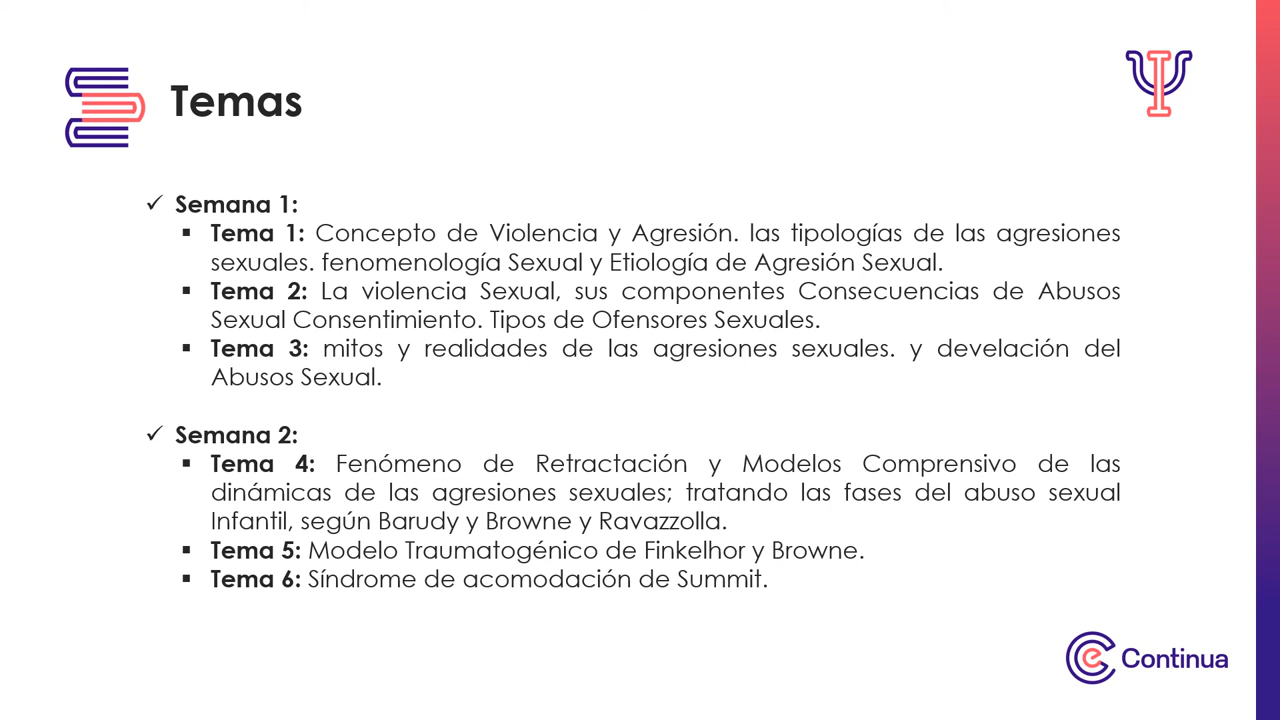 Temas
✓ Semana 1:
▪ Tema 1: Concepto de Violencia y Agresión. las tipologías de las agresiones
sexuales. fenomenología Sexual y Etiología de Agresión Sexual.
▪ Tema 2: La violencia Sexual, sus componentes Consecuencias de Abusos
Sexual Consentimiento. Tipos de Ofensores Sexuales.
▪ Tema 3: mitos y realidades de las agresiones sexuales. y develación del
Abusos Sexual.
✓ Semana 2:
▪ Tema 4: Fenómeno de Retractación y Modelos Comprensivo de las
dinámicas de las agresiones sexuales; tratando las fases del abuso sexual
Infantil, según Barudy y Browne y Ravazzolla.
▪ Tema 5: Modelo Traumatogénico de Finkelhor y Browne.
▪ Tema 6: Síndrome de acomodación de Summit.
Continua